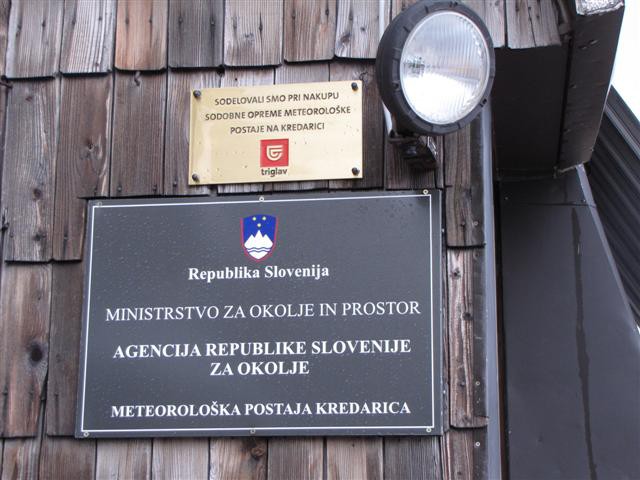 SODELOVALI SMO PRI NAKUPU
SODOBNE OPREME METEOROLOŠKE
POSTAJE NA KREDARICI
triglav
Republika Slovenija
MINISTRSTVO ZA OKOLJE IN PROSTOR
AGENCIJA REPUBLIKE SLOVENIJE
ZA OKOLJE
METEOROLOŠKA POSTAJA KREDARICA